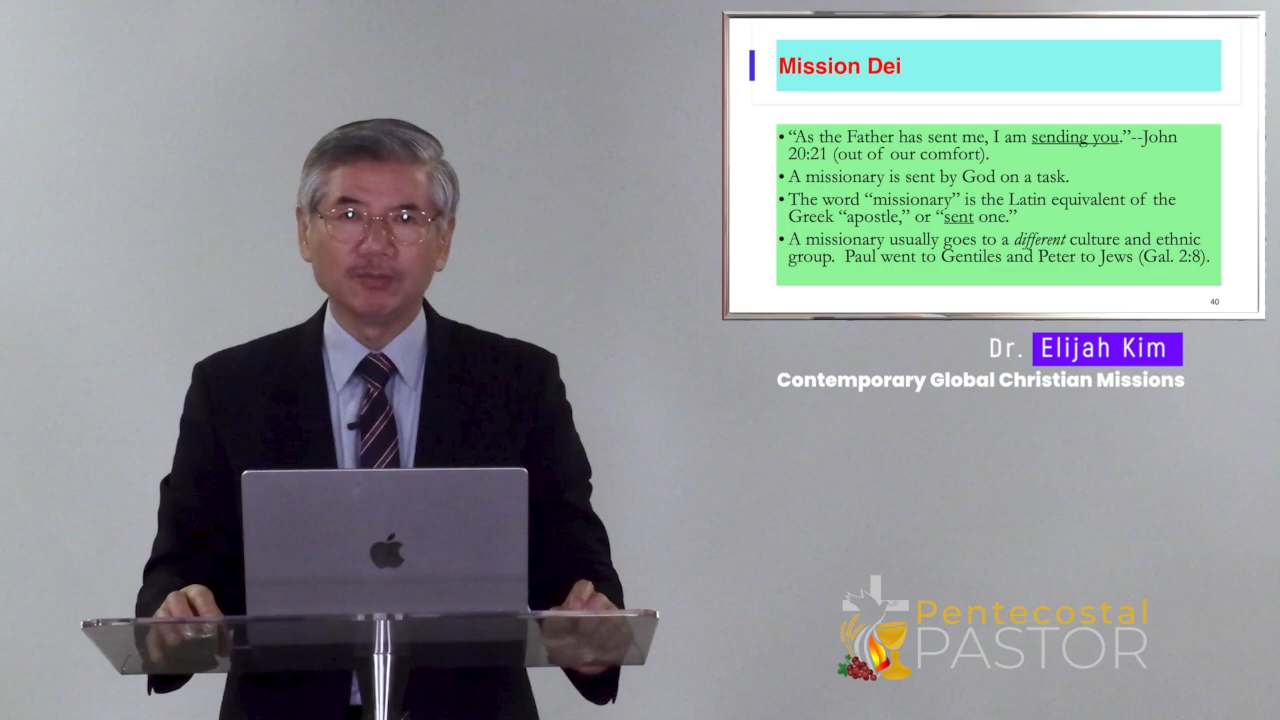 Mission Dei
• “As the Father has sent me, I am sending you.”--John
20:21 (out of our comfort).
• A missionary is sent by God on a task.
• The word “missionary” is the Latin equivalent of the
Greek “apostle,” or “sent one.”
• A missionary usually goes to a different culture and ethnic
group. Paul went to Gentiles and Peter to Jews (Gal. 2:8).
40
Dr. Elijah Kim
Contemporary Global Christian Missions
Pentecostal
PASTOR